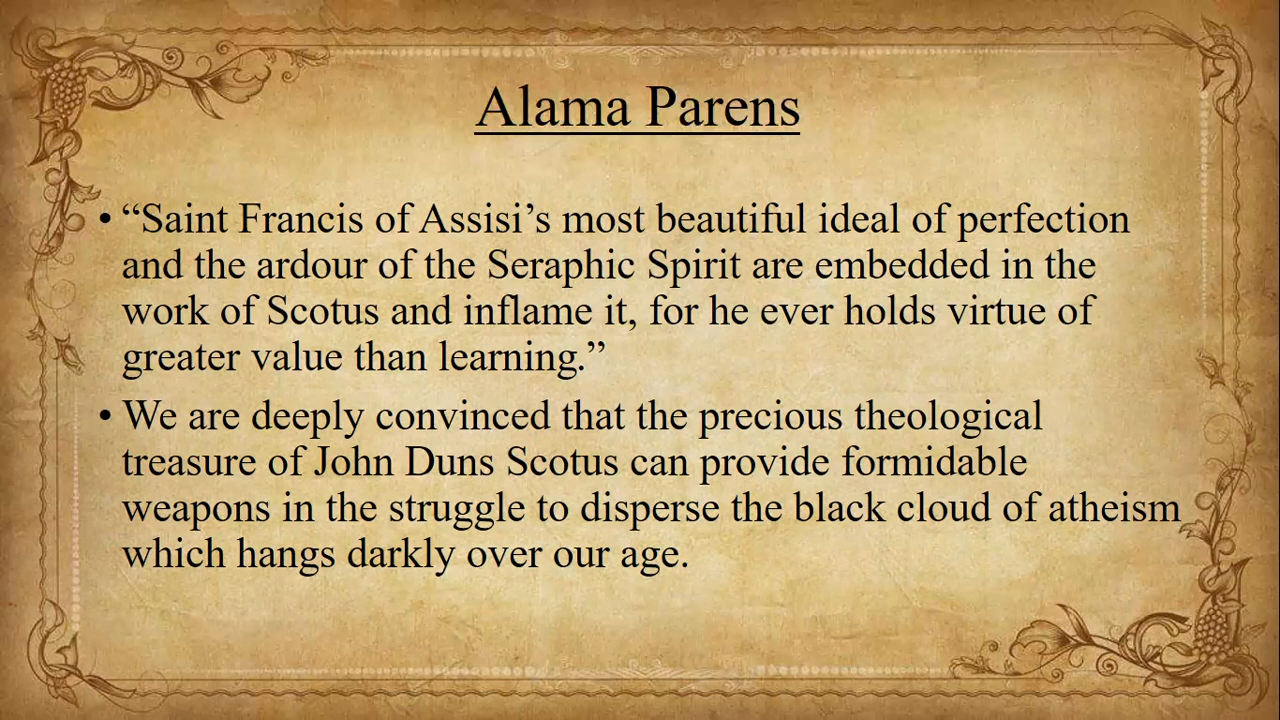 Alama Parens
• “Saint Francis of Assisi’s most beautiful ideal of perfection
and the ardour of the Seraphic Spirit are embedded in the
work of Scotus and inflame it, for he ever holds virtue of
greater value than learning.”
• We are deeply convinced that the precious theological
treasure of John Duns Scotus can provide formidable
weapons in the struggle to disperse the black cloud of atheism
which hangs darkly over our age.